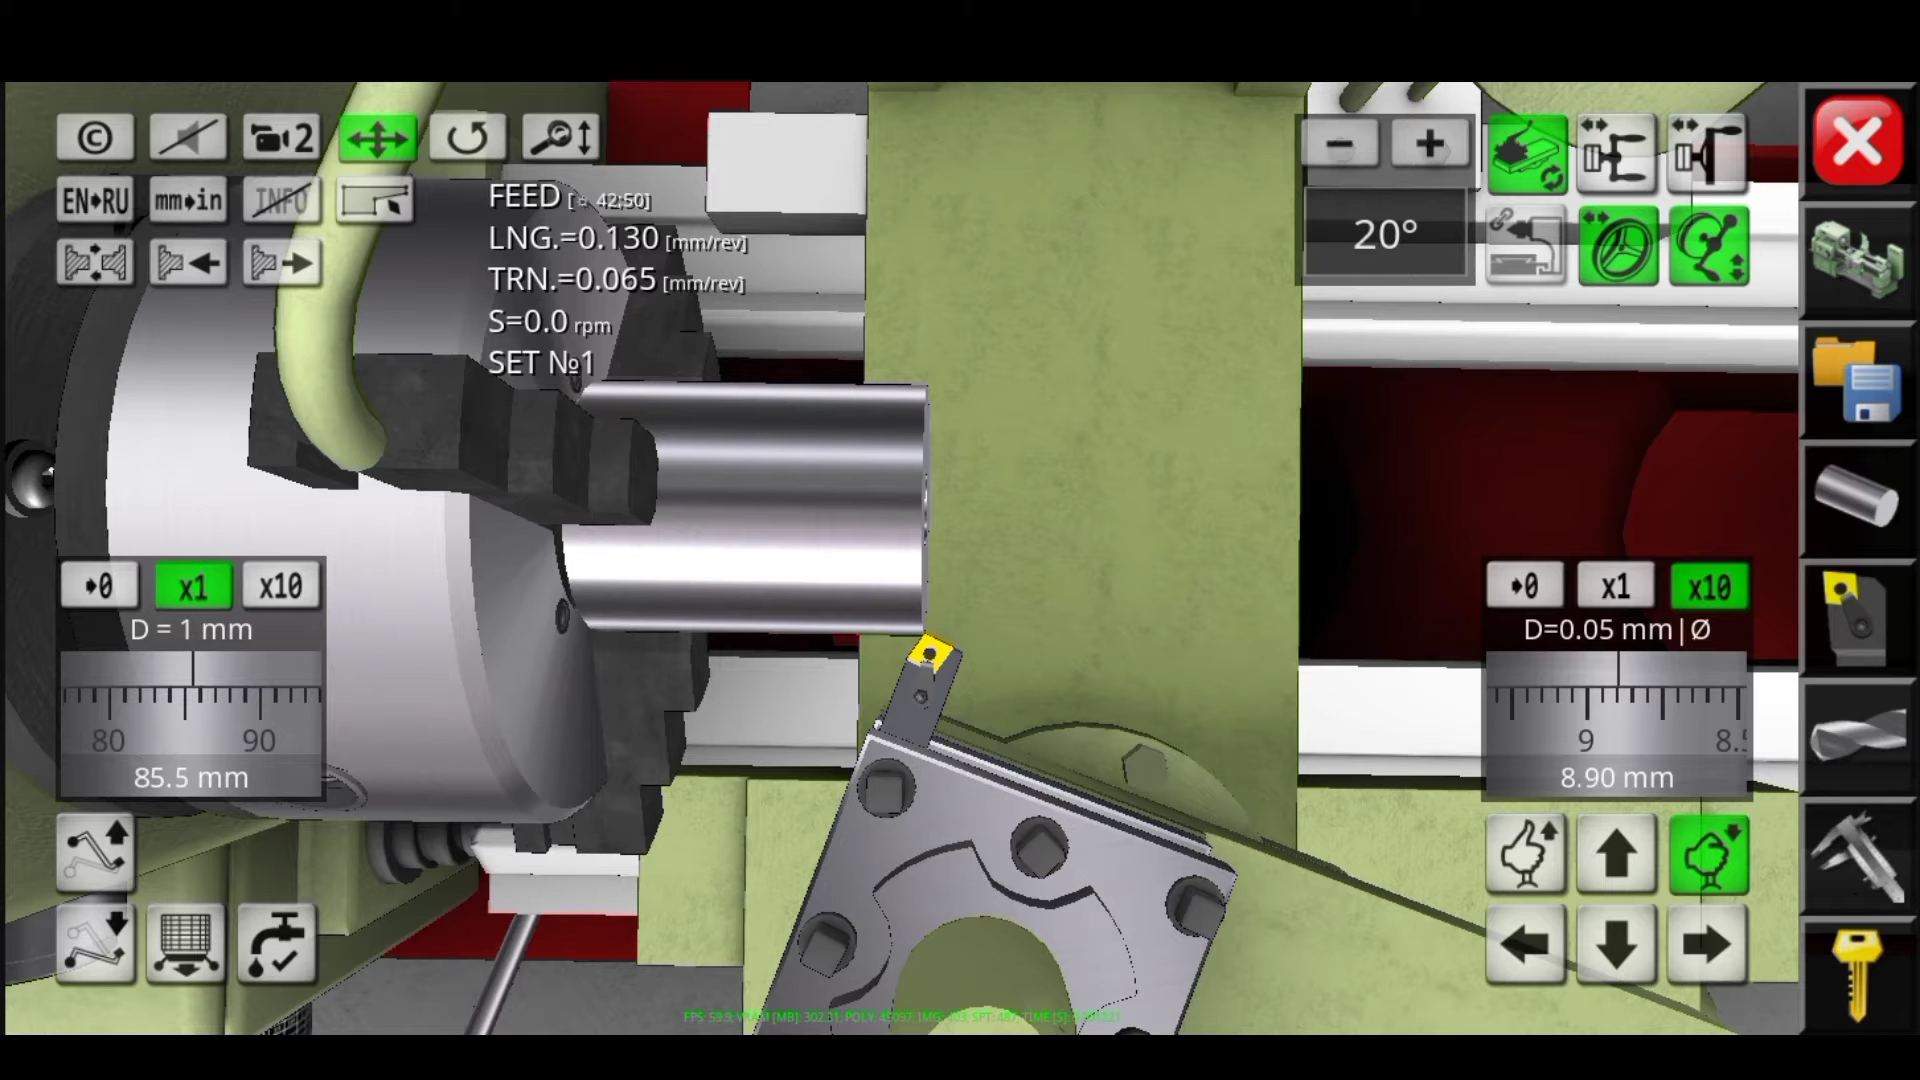 ©
2
EN→RU
mm→in
INFO
FEED [ 42:50]
LNG.=0.130 [mm/rev]
TRN.=0.065 [mm/rev]
S=0.0 rpm
SET №1
20°
→0 x1 x10
D = 1 mm
80 90
85.5 mm
→0 x1 x10
D=0.05 mm|Ø
9 8.5
8.90 mm